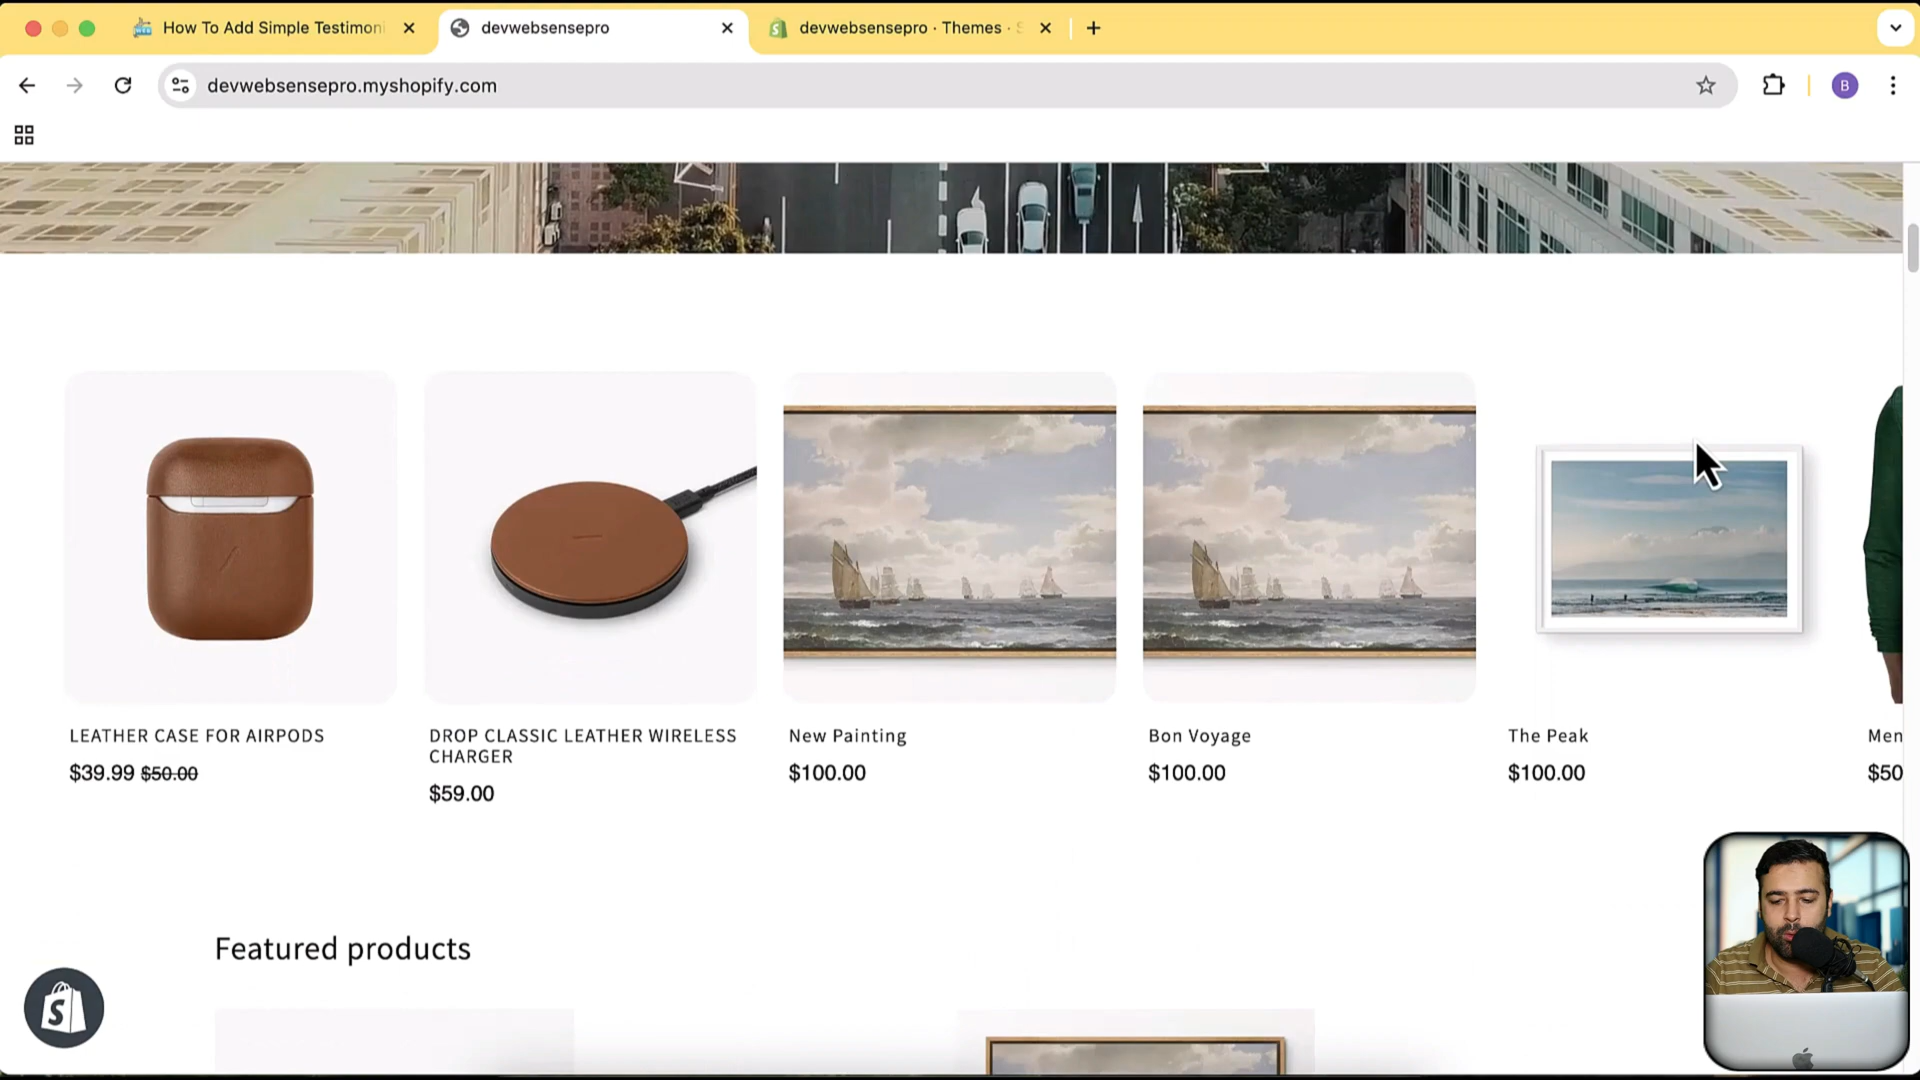 How To Add Simple Testimoni
devwebsensepro
devwebsensepro · Themes ·
devwebsensepro.myshopify.com
B
LEATHER CASE FOR AIRPODS
$39.99 $50.00
DROP CLASSIC LEATHER WIRELESS
CHARGER
$59.00
New Painting
$100.00
Bon Voyage
$100.00
The Peak
$100.00
Men
$50
Featured products